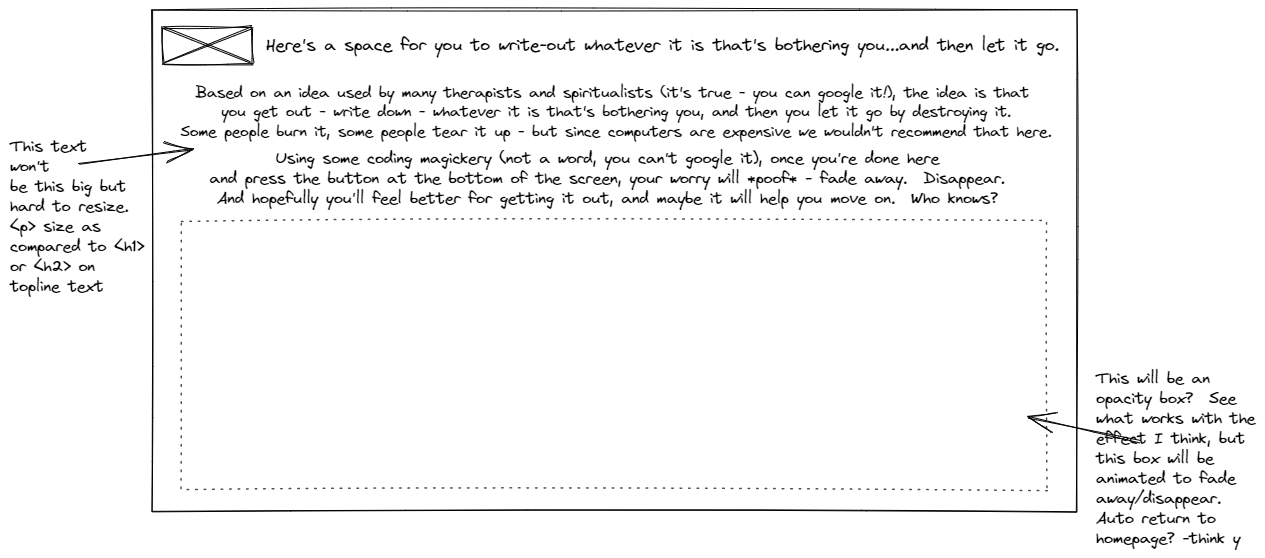 Here's a space for you to write-out whatever it is that's bothering you...and then let it go.
Based on an idea used by many therapists and spiritualists (it's true - you can google it!), the idea is that
you get out - write down - whatever it is that's bothering you, and then you let it go by destroying it.
Some people burn it, some people tear it up - but since computers are expensive we wouldn't recommend that here.
Using some coding magickery (not a word, you can't google it), once you're done here
and press the button at the bottom of the screen, your worry will *poof* - fade away.  Disappear.
And hopefully you'll feel better for getting it out, and maybe it will help you move on.  Who knows?
This text
won't
be this big but
hard to resize.
<p> size as
compared to <h1>
or <h2> on
topline text
This will be an
opacity box?  See
what works with the
effect I think, but
this box will be
animated to fade
away/disappear.
Auto return to
homepage? -think y